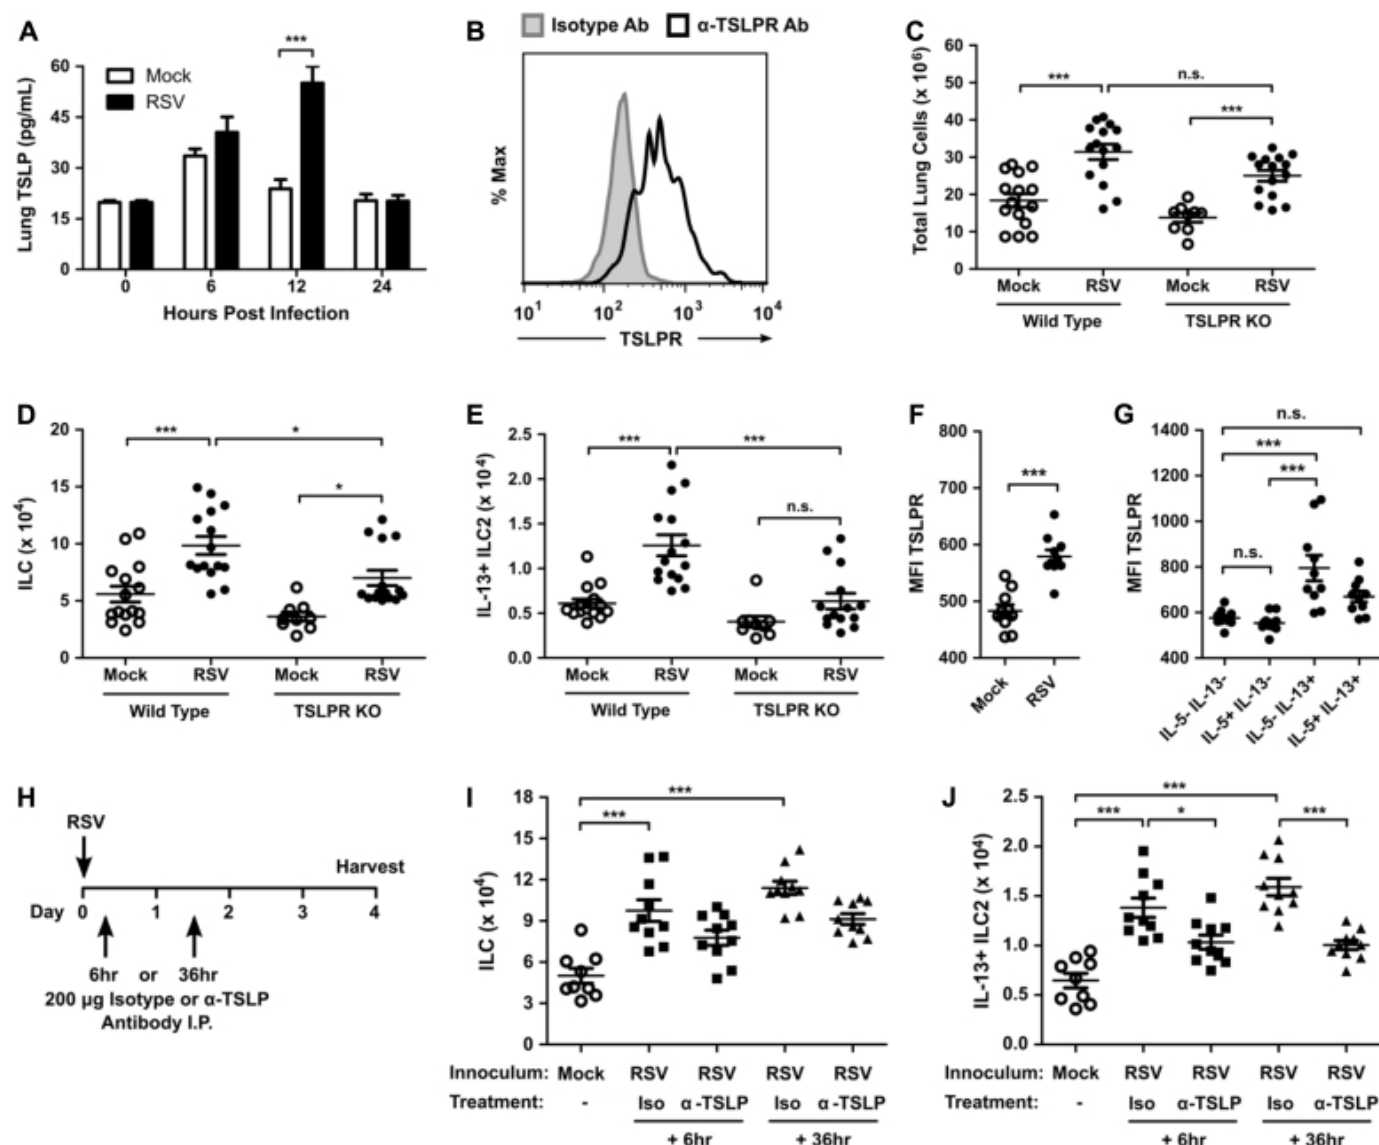 A
***
Mock
RSV
Lung TSLP (pg/mL)
60
45
30
15
0
0 6 12 24
Hours Post Infection
B
Isotype Ab α-TSLPR Ab
% Max
10¹ 10² 10³ 10⁴
TSLPR
C
Total Lung Cells (x 10⁶)
60
50
40
30
20
10
0
*** n.s.
***
Mock RSV Mock RSV
Wild Type TSLPR KO
D
ILC (x 10⁴)
20
15
10
5
0
*** *
*
Mock RSV Mock RSV
Wild Type TSLPR KO
E
IL-13+ ILC2 (x 10⁴)
2.5
2.0
1.5
1.0
0.5
0.0
*** ***
n.s.
Mock RSV Mock RSV
Wild Type TSLPR KO
F
MFI TSLPR
800
700
600
500
400
***
Mock RSV
G
MFI TSLPR
1400
1200
1000
800
600
400
n.s.
***
***
n.s.
IL-5- IL-13- IL-5+ IL-13- IL-5- IL-13+ IL-5+ IL-13+
H
RSV
Harvest
Day 0 1 2 3 4
6hr or 36hr
200 µg Isotype or α-TSLP
Antibody I.P.
I
ILC (x 10⁴)
18
15
12
9
6
3
0
***
***
Innoculum: Mock RSV RSV RSV RSV
Treatment: - Iso α-TSLP Iso α-TSLP
+ 6hr + 36hr
J
IL-13+ ILC2 (x 10⁴)
2.5
2.0
1.5
1.0
0.5
0.0
***
*** * ***
Mock RSV RSV RSV RSV
- Iso α-TSLP Iso α-TSLP
+ 6hr + 36hr